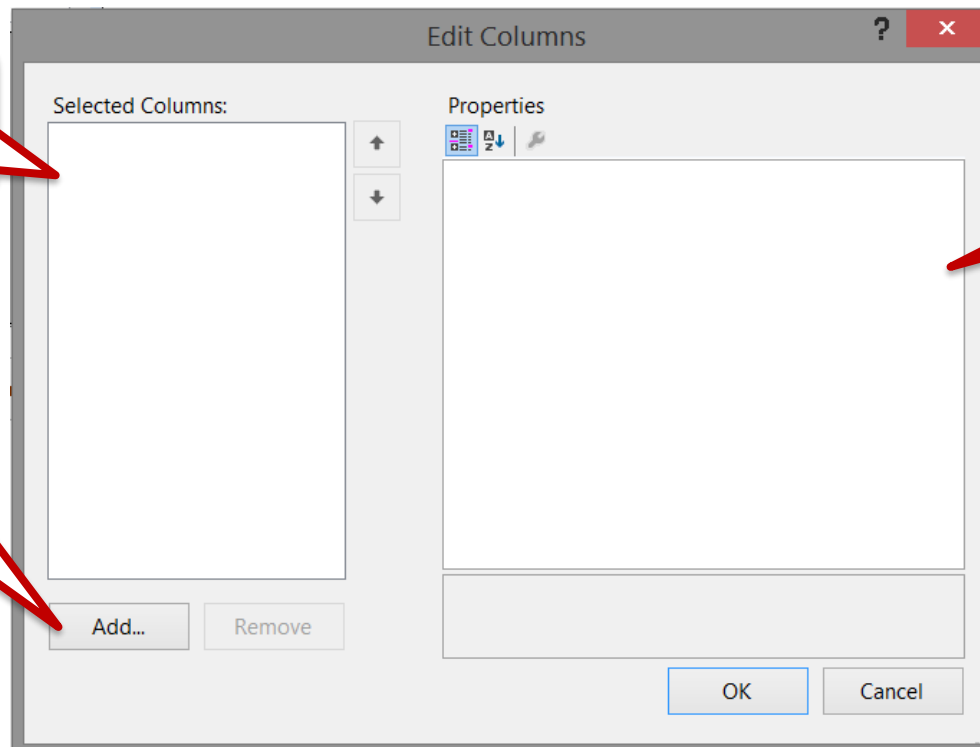 Edit Columns
?
Selected Columns:
Properties
Add...
Remove
OK
Cancel